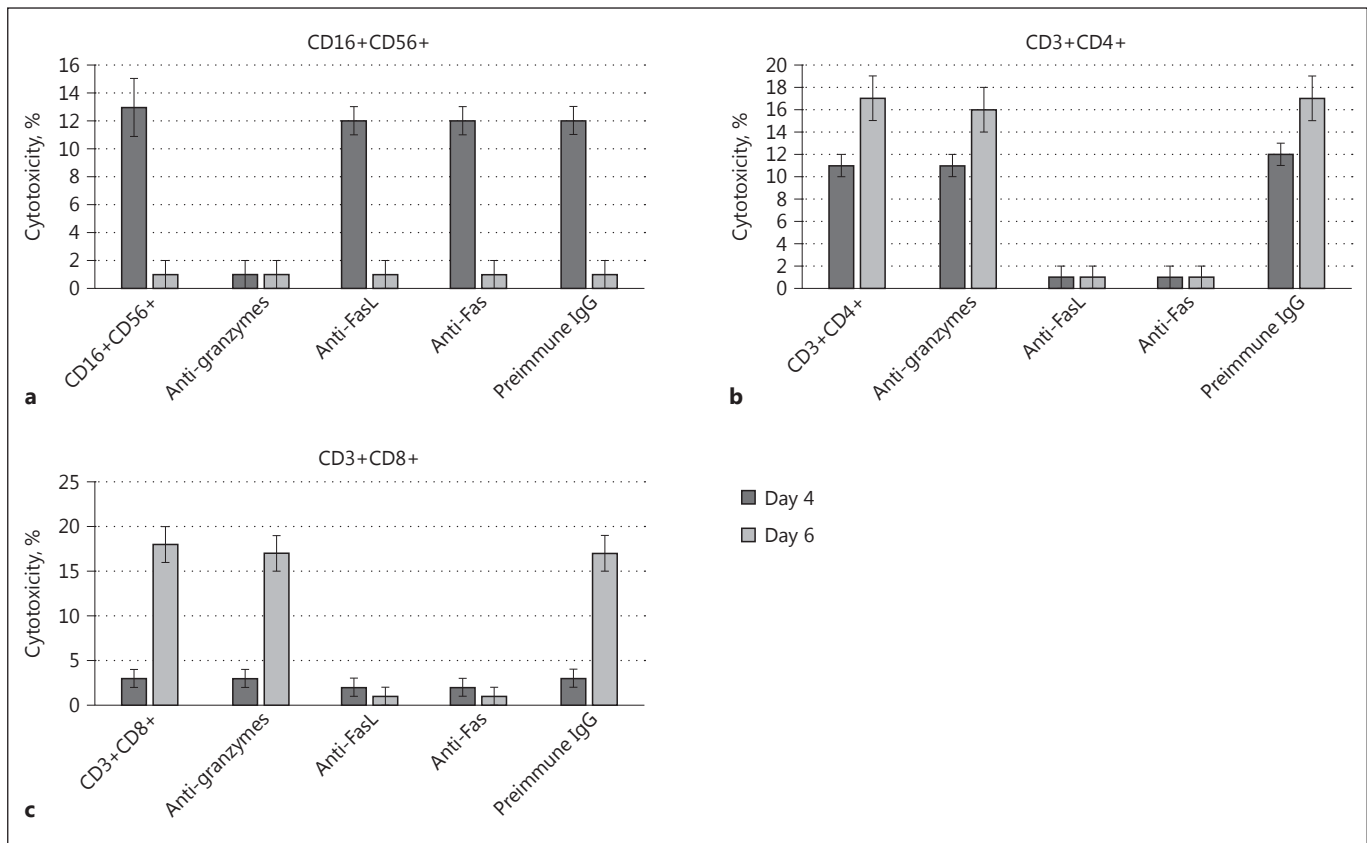 CD16+CD56+
Cytotoxicity, %
16
14
12
10
8
6
4
2
0
CD16+CD56+
Anti-granzymes
Anti-FasL
Anti-Fas
Preimmune IgG
a
CD3+CD4+
Cytotoxicity, %
20
18
16
14
12
10
8
6
4
2
0
CD3+CD4+
Anti-granzymes
Anti-FasL
Anti-Fas
Preimmune IgG
b
CD3+CD8+
Cytotoxicity, %
25
20
15
10
5
0
CD3+CD8+
Anti-granzymes
Anti-FasL
Anti-Fas
Preimmune IgG
c
Day 4
Day 6